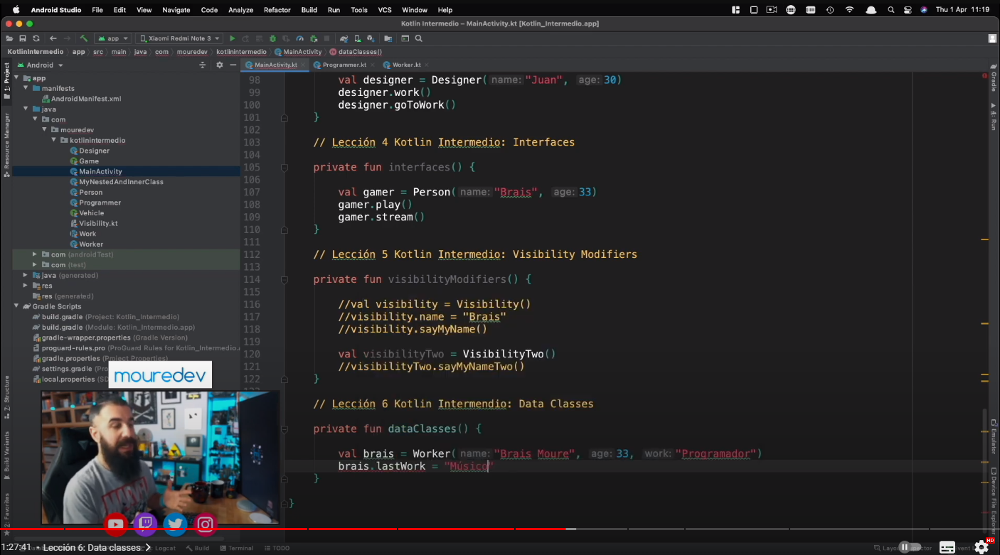 Android Studio File Edit View Navigate Code Analyze Refactor Build Run Tools VCS Window Help Thu 1 Apr 11:19
Kotlin Intermedio – MainActivity.kt [Kotlin_Intermedio.app]
app Xiaomi Redmi Note 3
KotlinIntermedio app src main java com mouredev kotlinintermedio MainActivity dataClasses()
Android MainActivity.kt Programmer.kt Worker.kt
1: Project
Resource Manager
Z: Structure
Build Variants
2: Favorites
app
manifests
AndroidManifest.xml
java
com
mouredev
kotlinintermedio
Designer
Game
MainActivity
MyNestedAndInnerClass
Person
Programmer
Vehicle
Visibility.kt
Work
Worker
com (androidTest)
com (test)
java (generated)
res
res (generated)
Gradle Scripts
build.gradle (Project: Kotlin_Intermedio)
build.gradle (Module: Kotlin_Intermedio.app)
gradle-wrapper.properties (Gradle Version)
proguard-rules.pro (ProGuard Rules for Kotlin_Intermedio.a
gradle.properties (Project Properties)
settings.gradle (Pro
local.properties (SD
98 val designer = Designer( name: "Juan", age: 30)
99 designer.work()
100 designer.goToWork()
101 }
102
103 // Lección 4 Kotlin Intermedio: Interfaces
104
105 private fun interfaces() {
106
107 val gamer = Person( name: "Brais", age: 33)
108 gamer.play()
109 gamer.stream()
110 }
111
112 // Lección 5 Kotlin Intermedio: Visibility Modifiers
113
114 private fun visibilityModifiers() {
115
116 //val visibility = Visibility()
117 //visibility.name = "Brais"
118 //visibility.sayMyName()
119
120 val visibilityTwo = VisibilityTwo()
121 //visibilityTwo.sayMyNameTwo()
122 }
// Lección 6 Kotlin Intermendio: Data Classes
private fun dataClasses() {
val brais = Worker( name: "Brais Moure", age: 33, work: "Programador")
brais.lastWork = "Músico"
}
}
mouredev
Gradle
4: Run
Emulator
Device File Explorer
1:27:41 • Lección 6: Data classes
Logcat Build Terminal TODO
HD